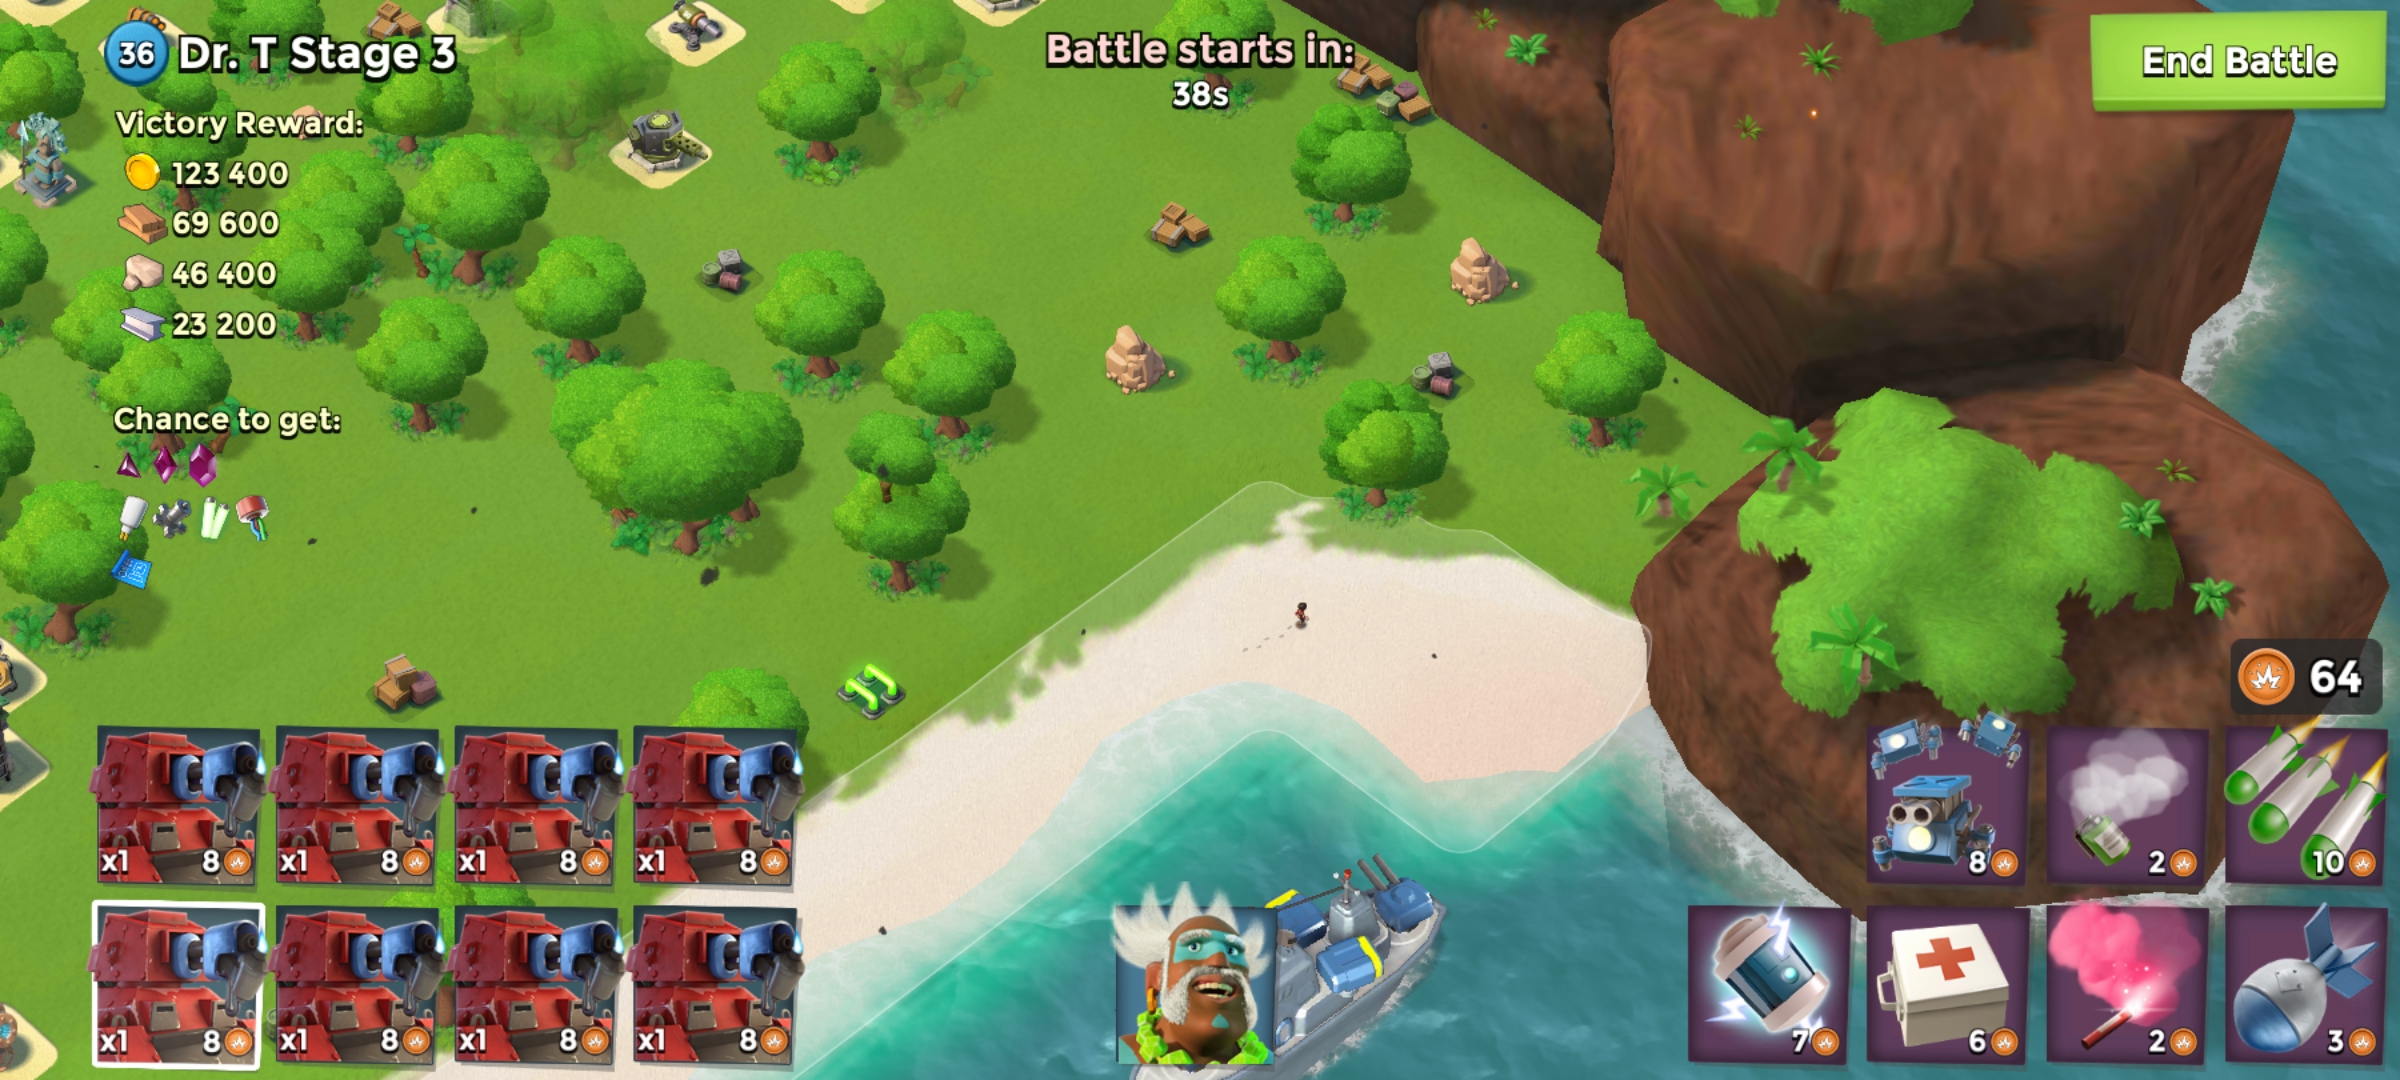 36 Dr. T Stage 3
Battle starts in:
38s
End Battle
Victory Reward:
123 400
69 600
46 400
23 200
Chance to get:
64
x1 8
x1 8
x1 8
x1 8
8
2
10
x1 8
x1 8
x1 8
x1 8
7
6
2
3